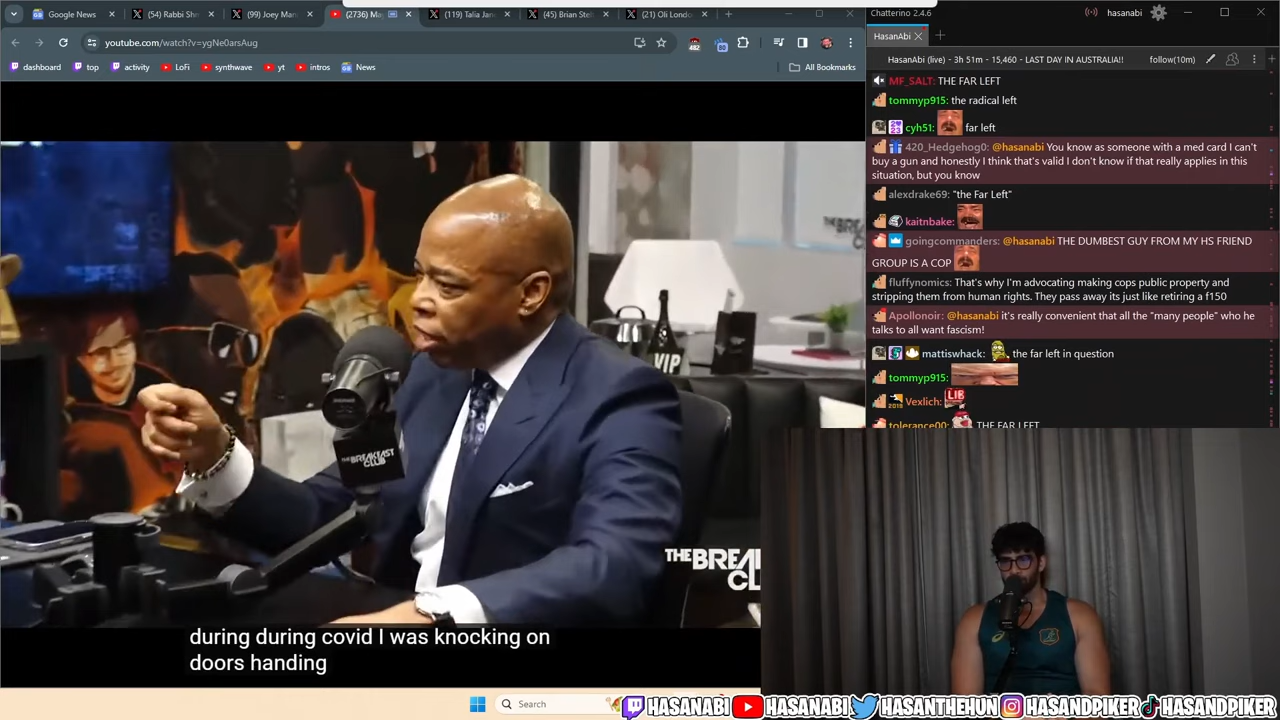 Google News
(54) Rabbi Sh
(99) Joey Man
(2736) Ma
(119) Talia Jan
(45) Brian Stel
(21) Oli Londo
youtube.com/watch?v=ygNe0arsAug
dashboard
top
activity
LoFi
synthwave
yt
intros
News
All Bookmarks
VIP
THE BREAKFAST
CLUB
THE BREA
CL
during during covid I was knocking on
doors handing
Chatterino 2.4.6
hasanabi
HasanAbi
HasanAbi (live) - 3h 51m - 15,460 - LAST DAY IN AUSTRALIA!!
follow(10m)
MF_SALT: THE FAR LEFT
tommyp915: the radical left
cyh51: far left
420_Hedgehog0: @hasanabi You know as someone with a med card I can't
buy a gun and honestly I think that's valid I don't know if that really applies in this
situation, but you know
alexdrake69: "the Far Left"
kaitnbake:
goingcommanders: @hasanabi THE DUMBEST GUY FROM MY HS FRIEND
GROUP IS A COP
fluffynomics: That's why I'm advocating making cops public property and
stripping them from human rights. They pass away its just like retiring a f150
Apollonoir: @hasanabi it's really convenient that all the "many people" who he
talks to all want fascism!
mattiswhack: the far left in question
tommyp915:
Vexlich: LIB
tolerance00: THE FAR LEFT
Search
HASANABI HASANABI HASANTHEHUN HASANDPIKER HASANDPIKER